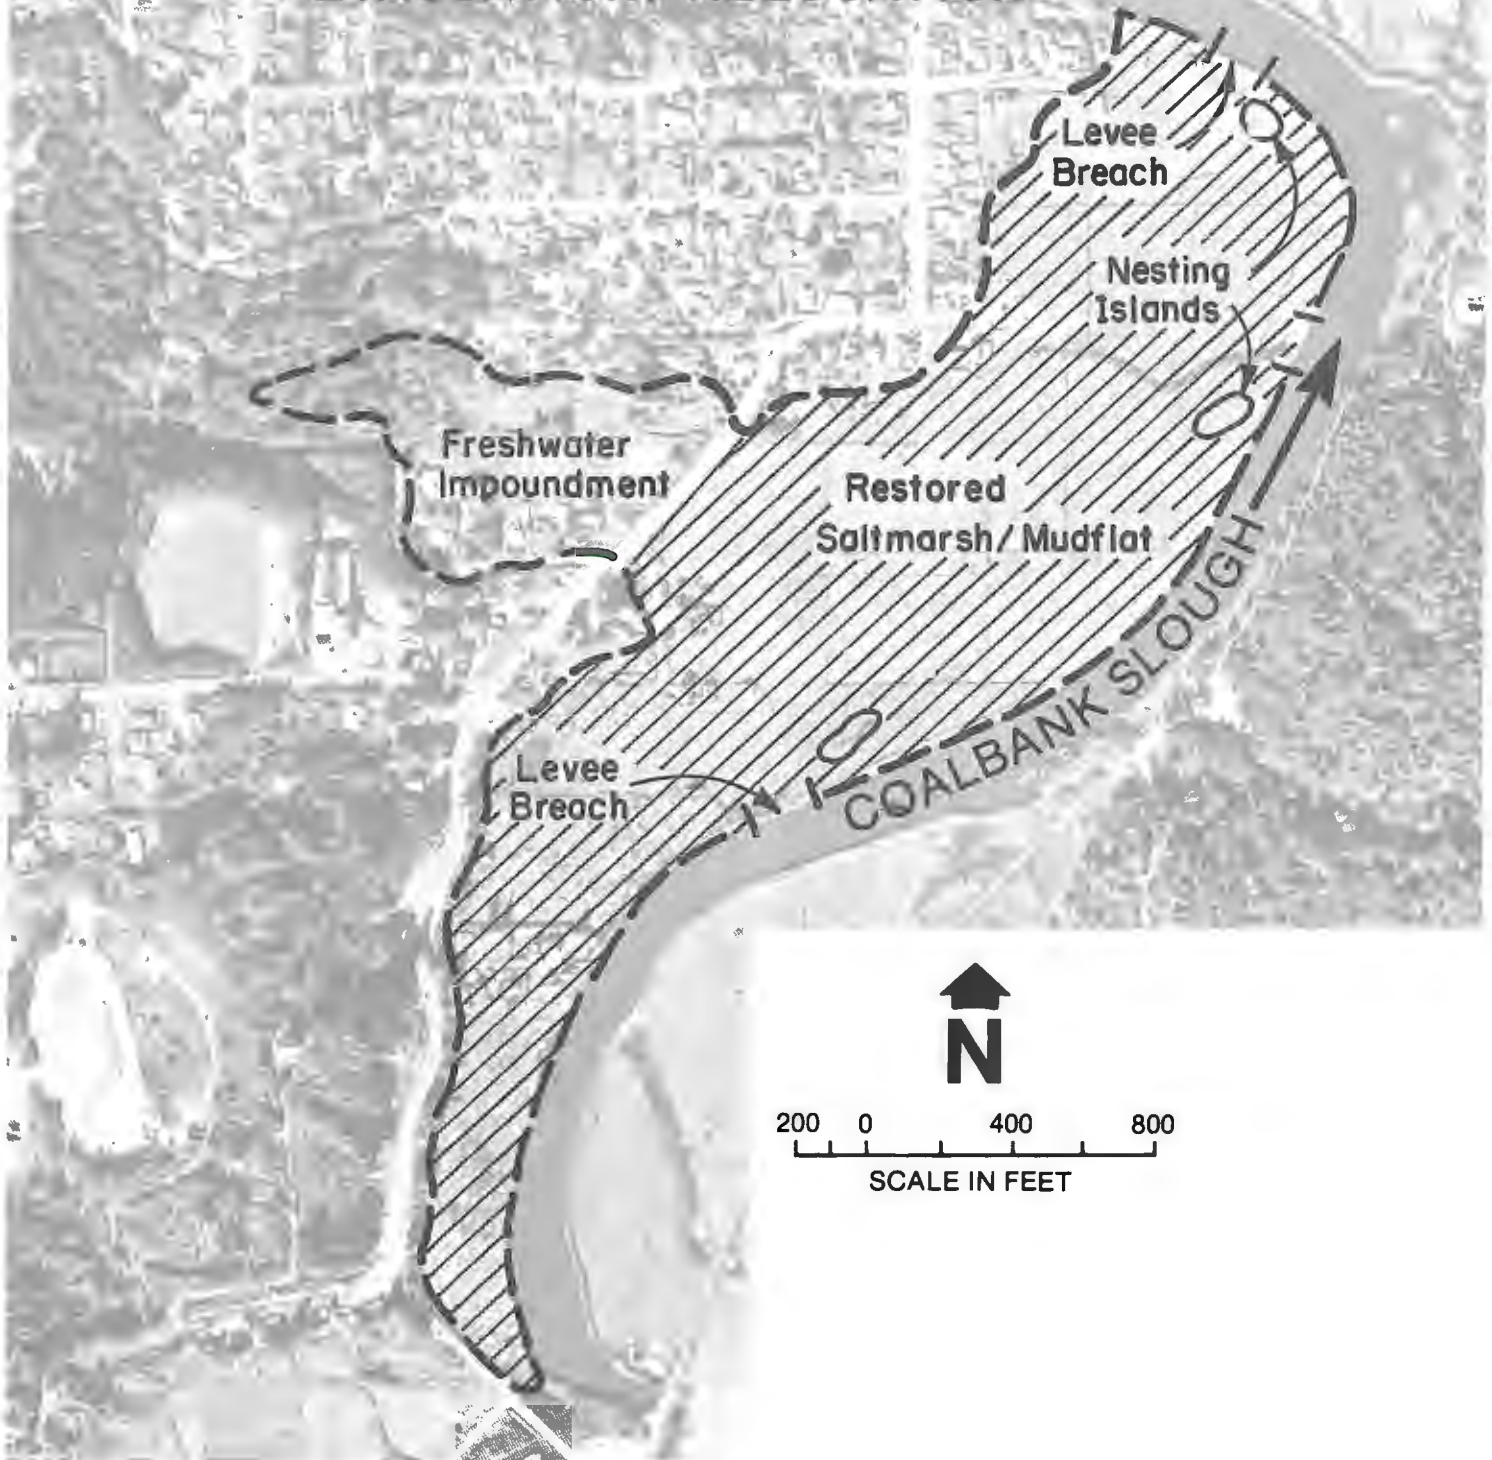 Levee
Breach
Nesting
Islands
Freshwater
Impoundment
Restored
Saltmarsh/Mudflat
COALBANK SLOUGH
Levee
Breach
N
200 0 400 800
SCALE IN FEET